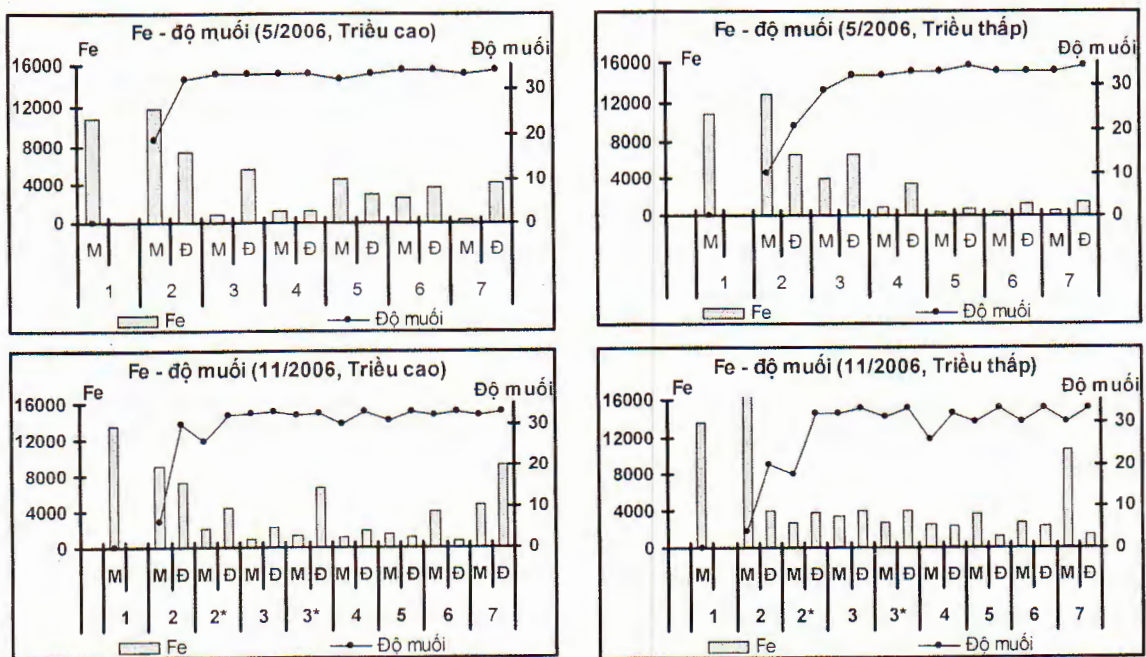 Fe - độ muối (5/2006, Triều cao)
Fe
Độ muối
16000
12000
8000
4000
0
30
20
10
0
M M Đ M Đ M Đ M Đ M Đ M Đ
1 2 3 4 5 6 7
Fe Độ muối
Fe - độ muối (5/2006, Triều thấp)
Fe
Độ muối
16000
12000
8000
4000
0
30
20
10
0
M M Đ M Đ M Đ M Đ M Đ M Đ
1 2 3 4 5 6 7
Fe Độ muối
Fe - độ muối (11/2006, Triều cao)
Fe
Độ muối
16000
12000
8000
4000
0
30
20
10
0
M M Đ M Đ M Đ M Đ M Đ M Đ M Đ M Đ
1 2 2* 3 3* 4 5 6 7
Fe Độ muối
Fe - độ muối (11/2006, Triều thấp)
Fe
Độ muối
16000
12000
8000
4000
0
30
20
10
0
M M Đ M Đ M Đ M Đ M Đ M Đ M Đ M Đ
1 2 2* 3 3* 4 5 6 7
Fe Độ muối